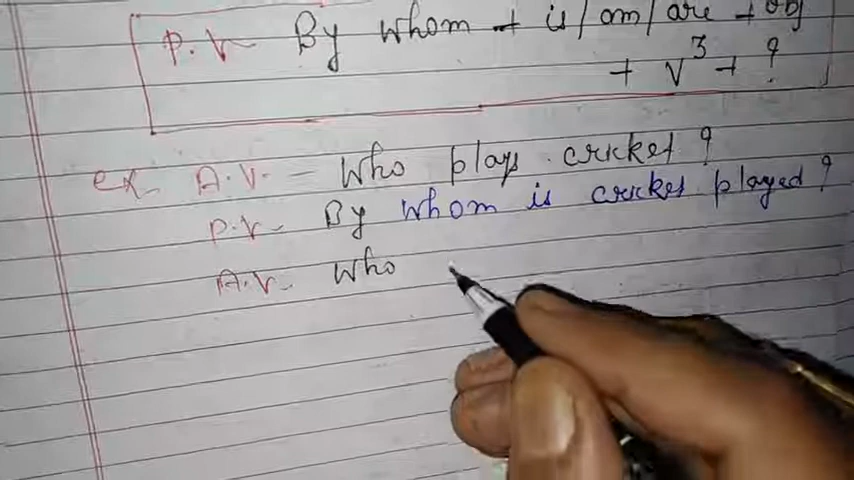 P.V- By whom + is/am/are + obj
+ V3 + ?
ex- A.V. - Who plays cricket ?
P.V- By whom is cricket played ?
A.V. Who